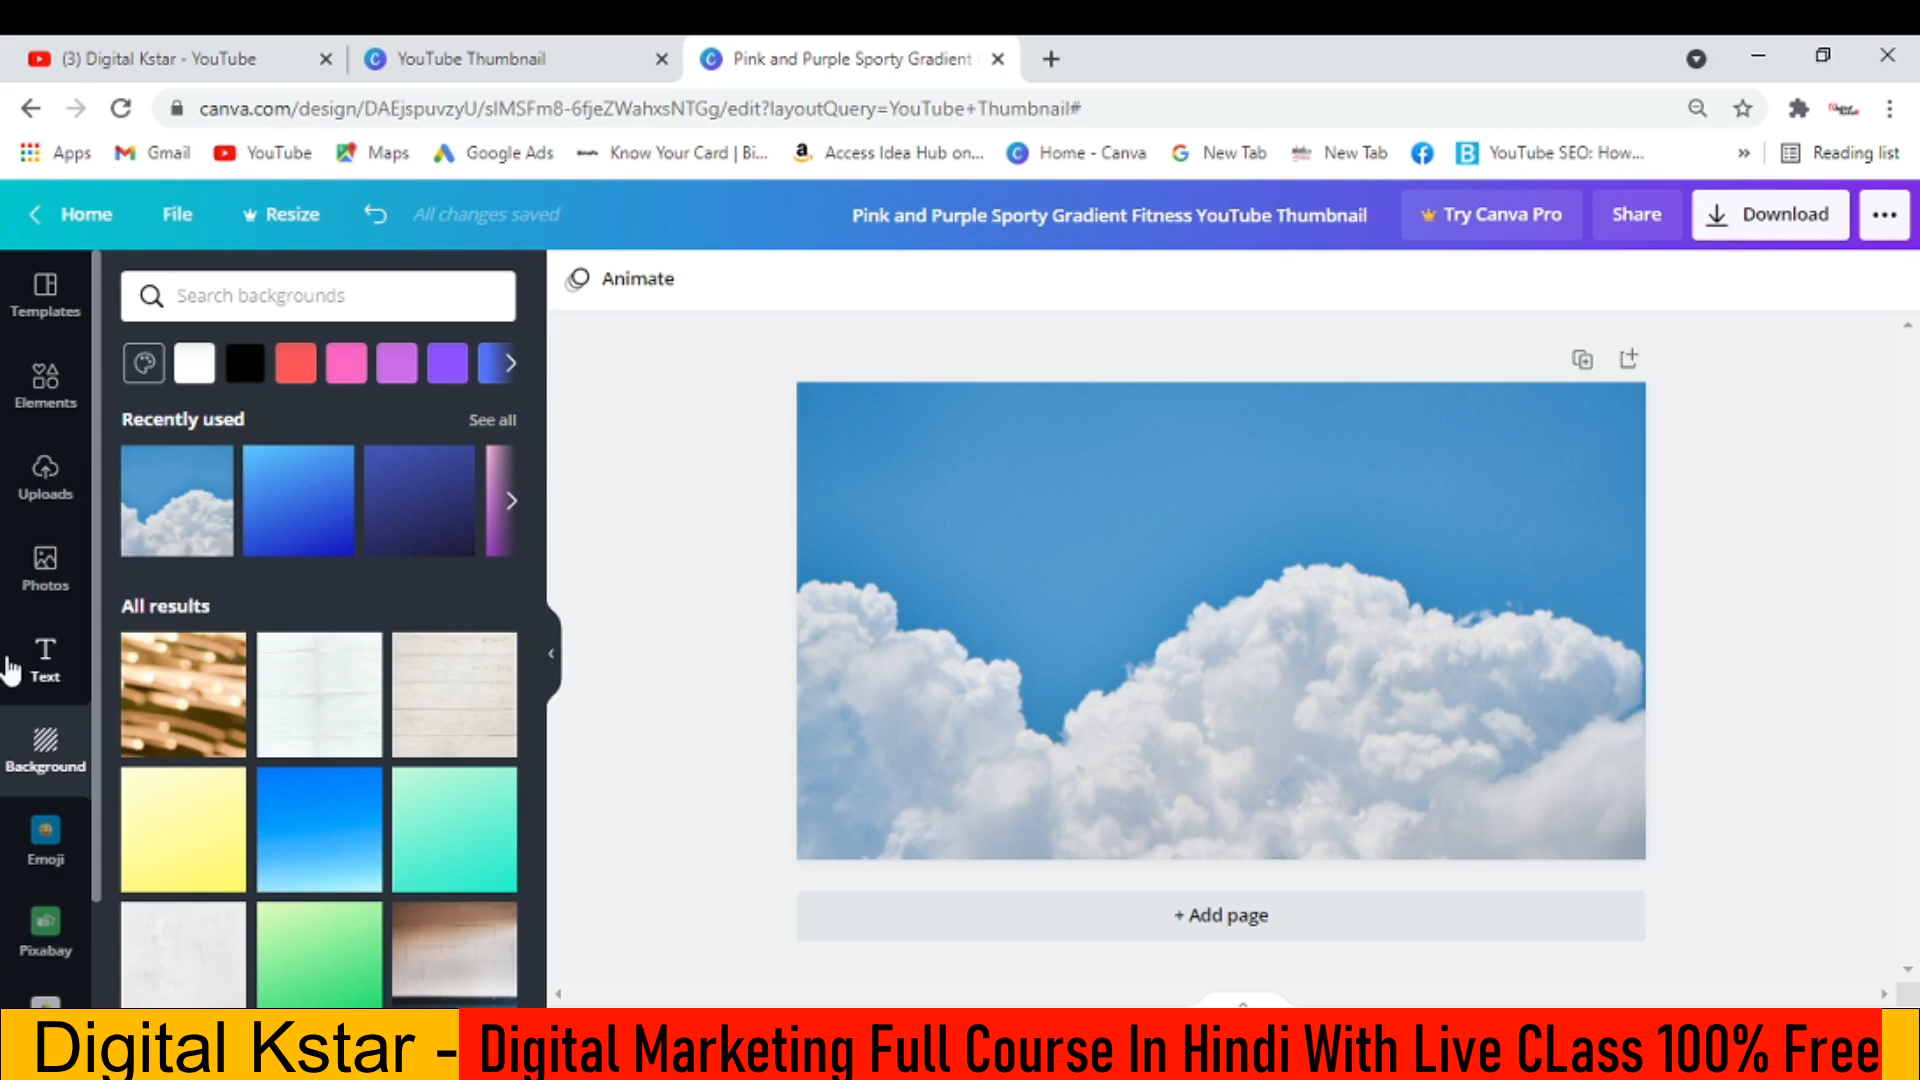 (3) Digital Kstar - YouTube
YouTube Thumbnail
Pink and Purple Sporty Gradient
canva.com/design/DAEjspuvzyU/slMSFm8-6fjeZWahxsNTGg/edit?layoutQuery=YouTube+Thumbnail#
Apps
Gmail
YouTube
Maps
Google Ads
Know Your Card | Bi...
Access Idea Hub on...
Home - Canva
New Tab
New Tab
YouTube SEO: How...
»
Reading list
Home
File
Resize
All changes saved
Pink and Purple Sporty Gradient Fitness YouTube Thumbnail
Try Canva Pro
Share
Download
Templates
Elements
Uploads
Photos
Text
Background
Emoji
Pixabay
Search backgrounds
Recently used
See all
All results
Animate
+ Add page
Digital Kstar - Digital Marketing Full Course In Hindi With Live CLass 100% Free